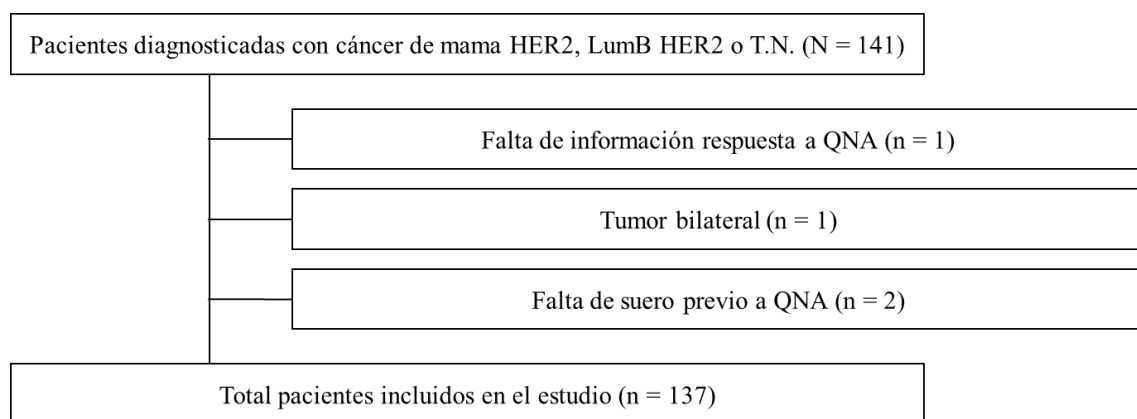 Pacientes diagnosticadas con cáncer de mama HER2, LumB HER2 o T.N. (N = 141)
Falta de información respuesta a QNA (n = 1)
Tumor bilateral (n = 1)
Falta de suero previo a QNA (n = 2)
Total pacientes incluidos en el estudio (n = 137)